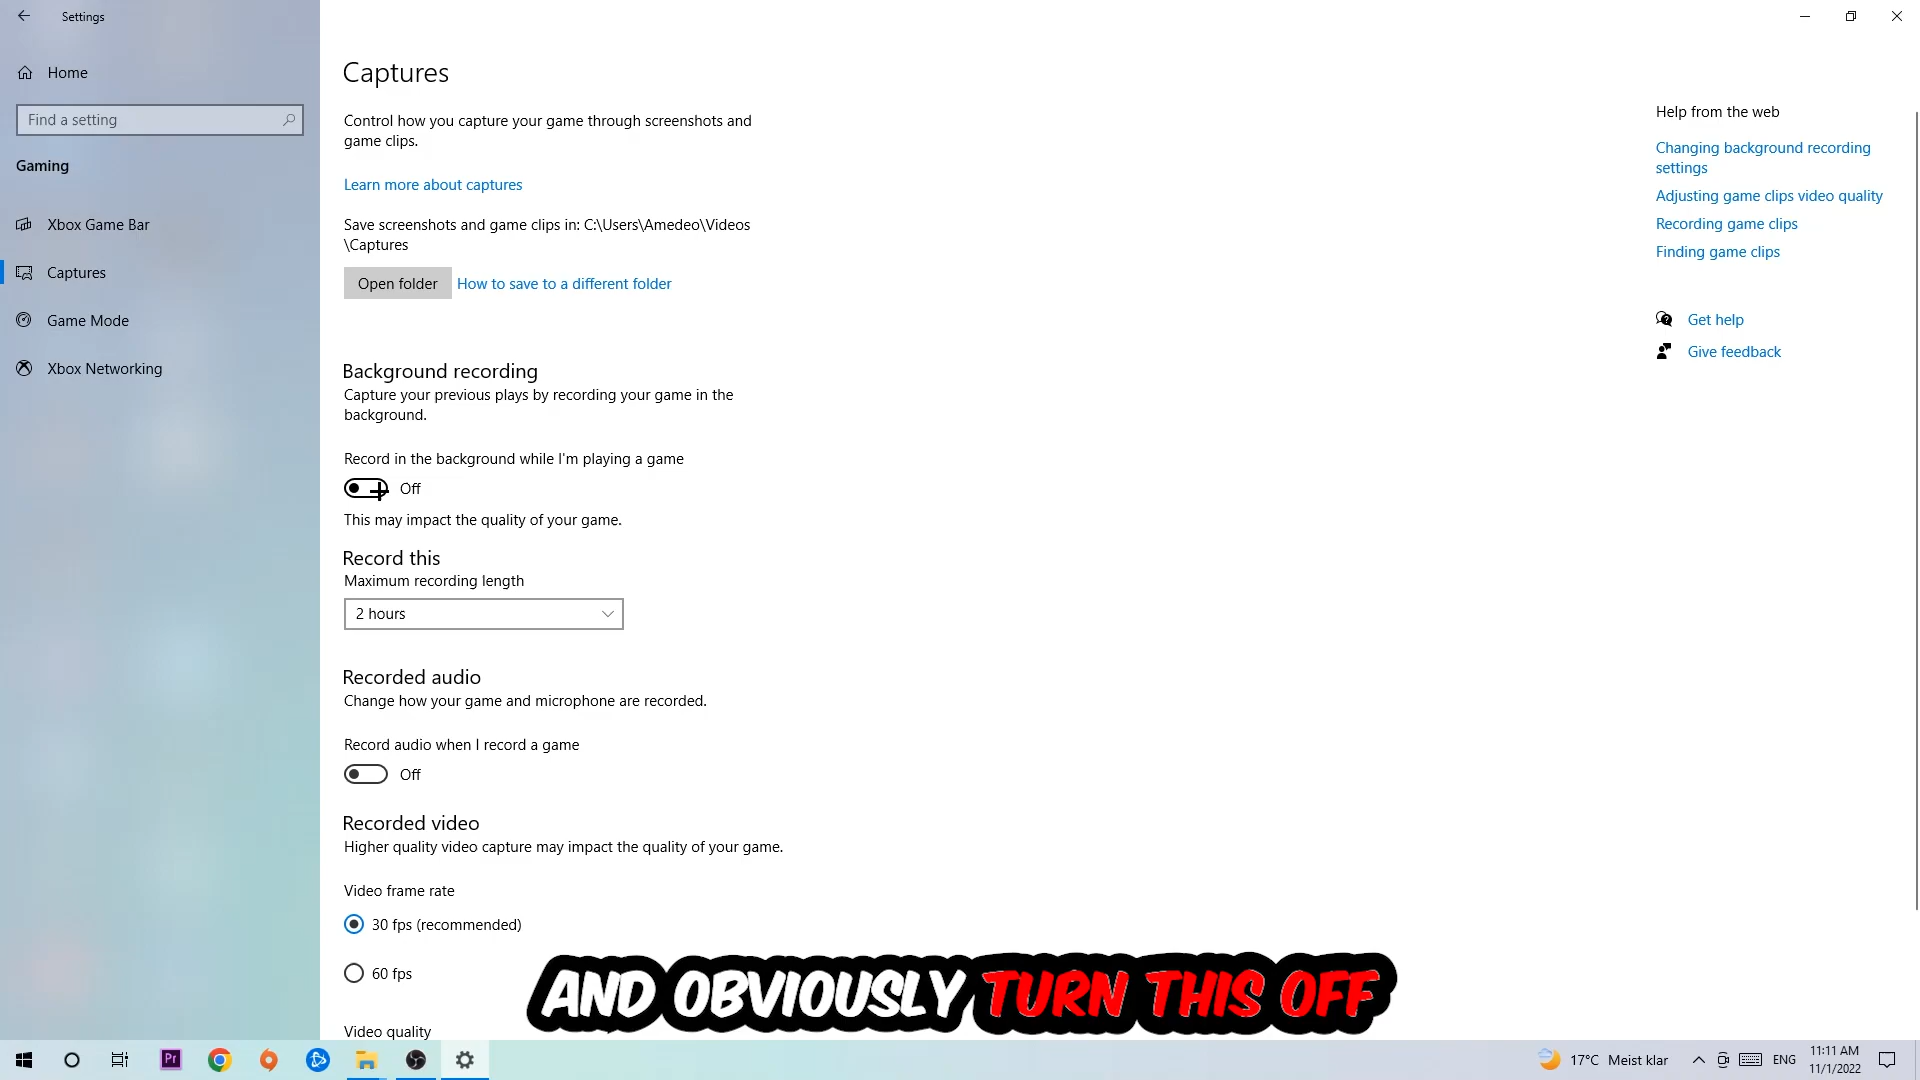 Settings
Home
Find a setting
Gaming
Xbox Game Bar
Captures
Game Mode
Xbox Networking
Captures
Control how you capture your game through screenshots and
game clips.
Learn more about captures
Save screenshots and game clips in: C:\Users\Amedeo\Videos
\Captures
Open folder
How to save to a different folder
Background recording
Capture your previous plays by recording your game in the
background.
Record in the background while I'm playing a game
Off
This may impact the quality of your game.
Record this
Maximum recording length
2 hours
Recorded audio
Change how your game and microphone are recorded.
Record audio when I record a game
Off
Recorded video
Higher quality video capture may impact the quality of your game.
Video frame rate
30 fps (recommended)
60 fps
Video quality
Help from the web
Changing background recording
settings
Adjusting game clips video quality
Recording game clips
Finding game clips
Get help
Give feedback
AND OBVIOUSLY TURN THIS OFF
Pr
17°C Meist klar
ENG
11:11 AM
11/1/2022